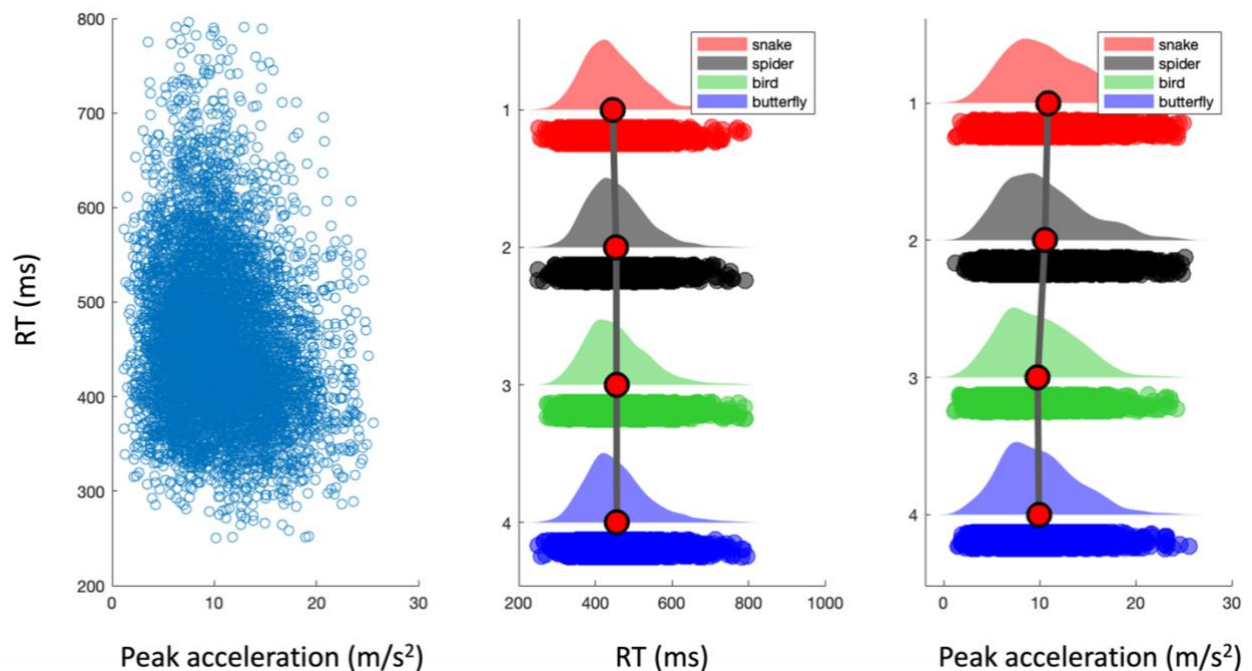 800
700
600
500
400
300
200
0
10
20
30
RT (ms)
Peak acceleration (m/s²)
snake
spider
bird
butterfly
1
2
3
4
200
400
600
800
1000
RT (ms)
snake
spider
bird
butterfly
1
2
3
4
0
10
20
30
Peak acceleration (m/s²)